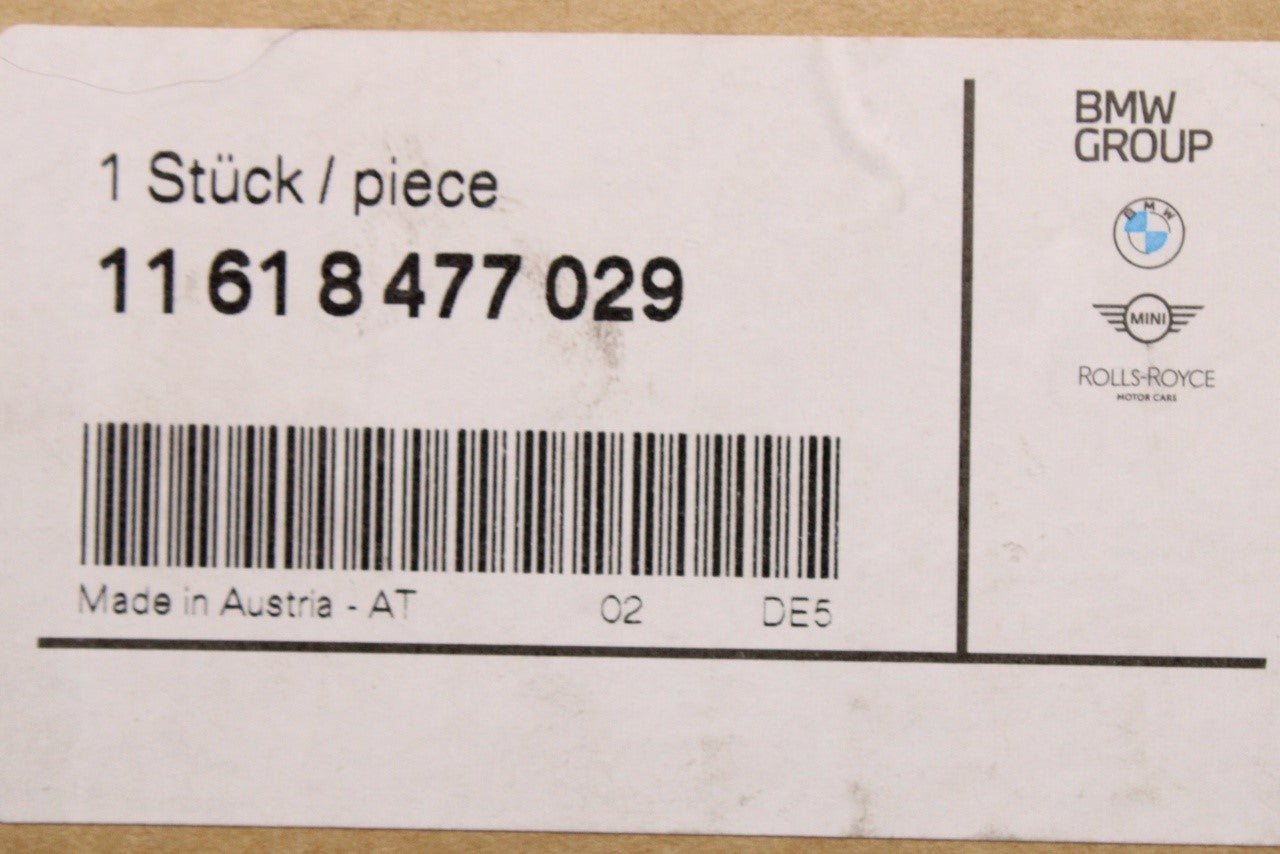 1 Stück / piece
11 61 8 477 029
Made in Austria - AT 02 DE5
BMW
GROUP
BMW
MINI
ROLLS-ROYCE
MOTOR CARS